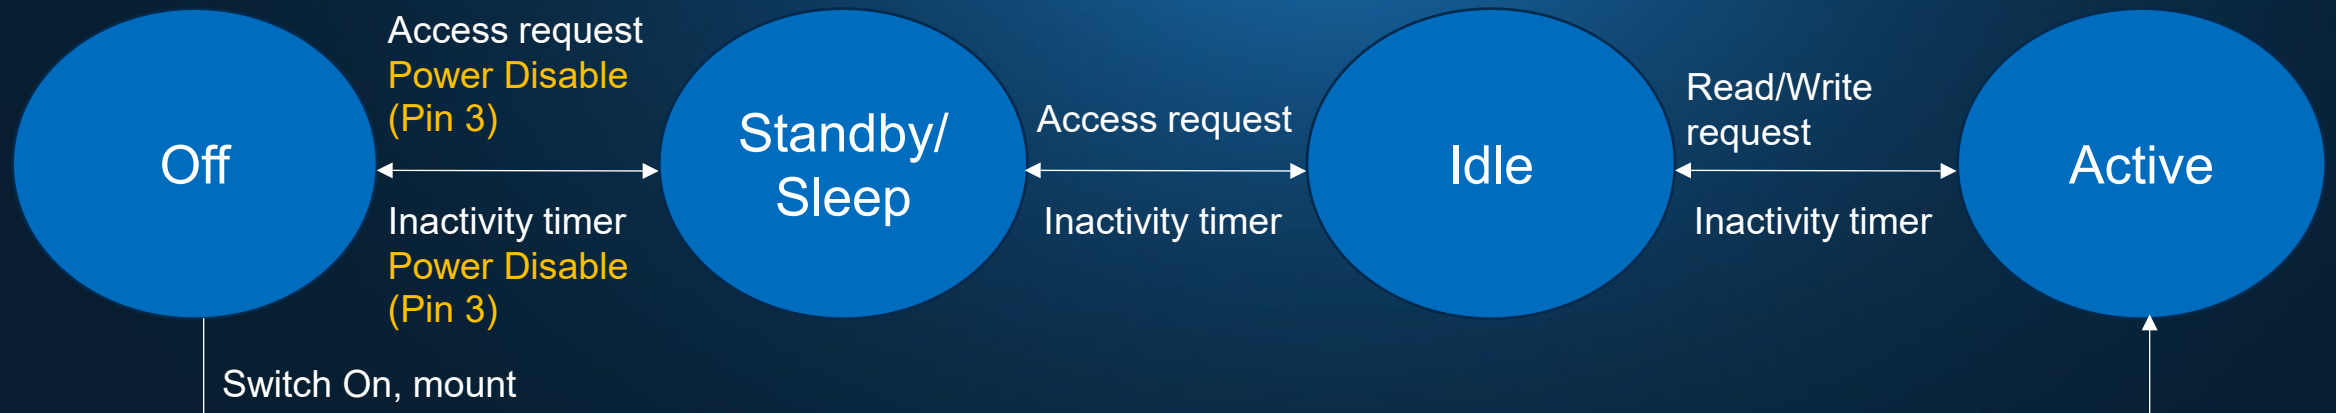 Off
Access request
Power Disable
(Pin 3)
Inactivity timer
Power Disable
(Pin 3)
Switch On, mount
Standby/
Sleep
Access request
Inactivity timer
Idle
Read/Write
request
Inactivity timer
Active